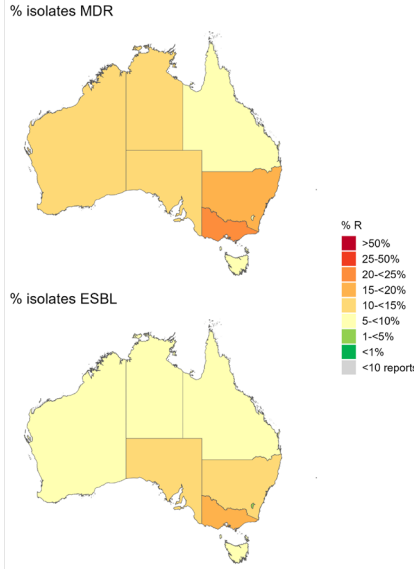 % isolates MDR
% R
>50%
25-50%
20-<25%
15-<20%
10-<15%
5-<10%
1-<5%
<1%
<10 reports
% isolates ESBL